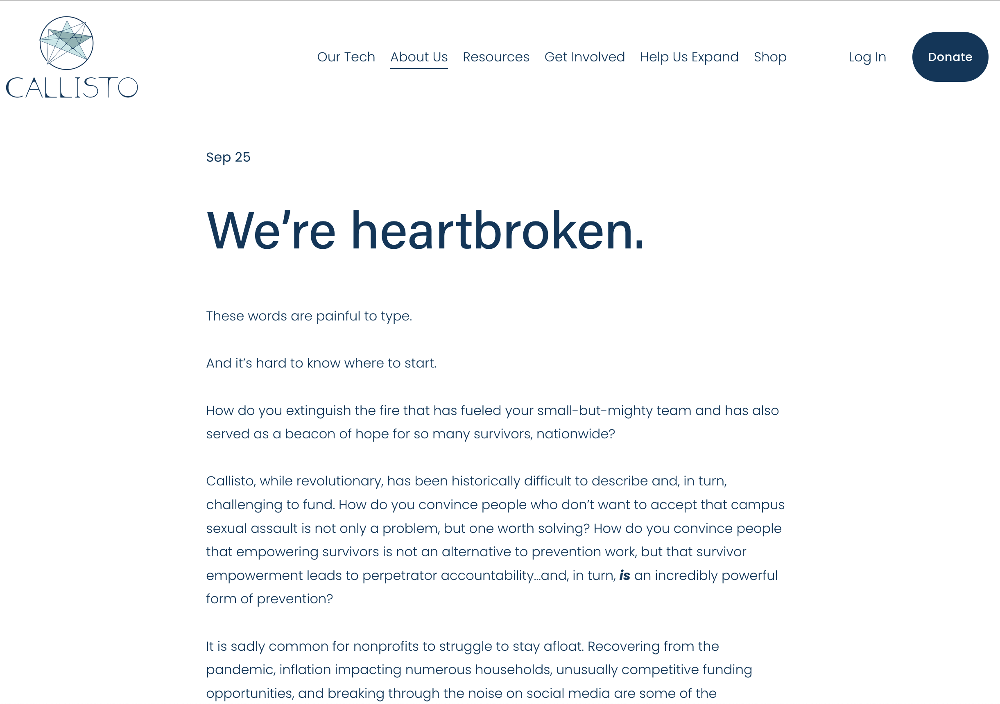 CALLISTO
Our Tech
About Us
Resources
Get Involved
Help Us Expand
Shop
Log In
Donate
Sep 25
We’re heartbroken.
These words are painful to type.
And it’s hard to know where to start.
How do you extinguish the fire that has fueled your small-but-mighty team and has also
served as a beacon of hope for so many survivors, nationwide?
Callisto, while revolutionary, has been historically difficult to describe and, in turn,
challenging to fund. How do you convince people who don’t want to accept that campus
sexual assault is not only a problem, but one worth solving? How do you convince people
that empowering survivors is not an alternative to prevention work, but that survivor
empowerment leads to perpetrator accountability…and, in turn, is an incredibly powerful
form of prevention?
It is sadly common for nonprofits to struggle to stay afloat. Recovering from the
pandemic, inflation impacting numerous households, unusually competitive funding
opportunities, and breaking through the noise on social media are some of the